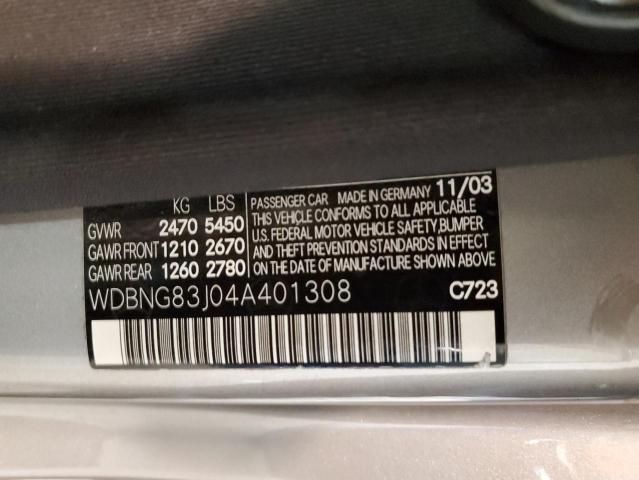 KG LBS
GVWR 2470 5450
GAWR FRONT 1210 2670
GAWR REAR 1260 2780
PASSENGER CAR MADE IN GERMANY 11/03
THIS VEHICLE CONFORMS TO ALL APPLICABLE
U.S. FEDERAL MOTOR VEHICLE SAFETY,BUMPER
AND THEFT PREVENTION STANDARDS IN EFFECT
ON THE DATE OF MANUFACTURE SHOWN ABOVE
WDBNG83J04A401308 C723